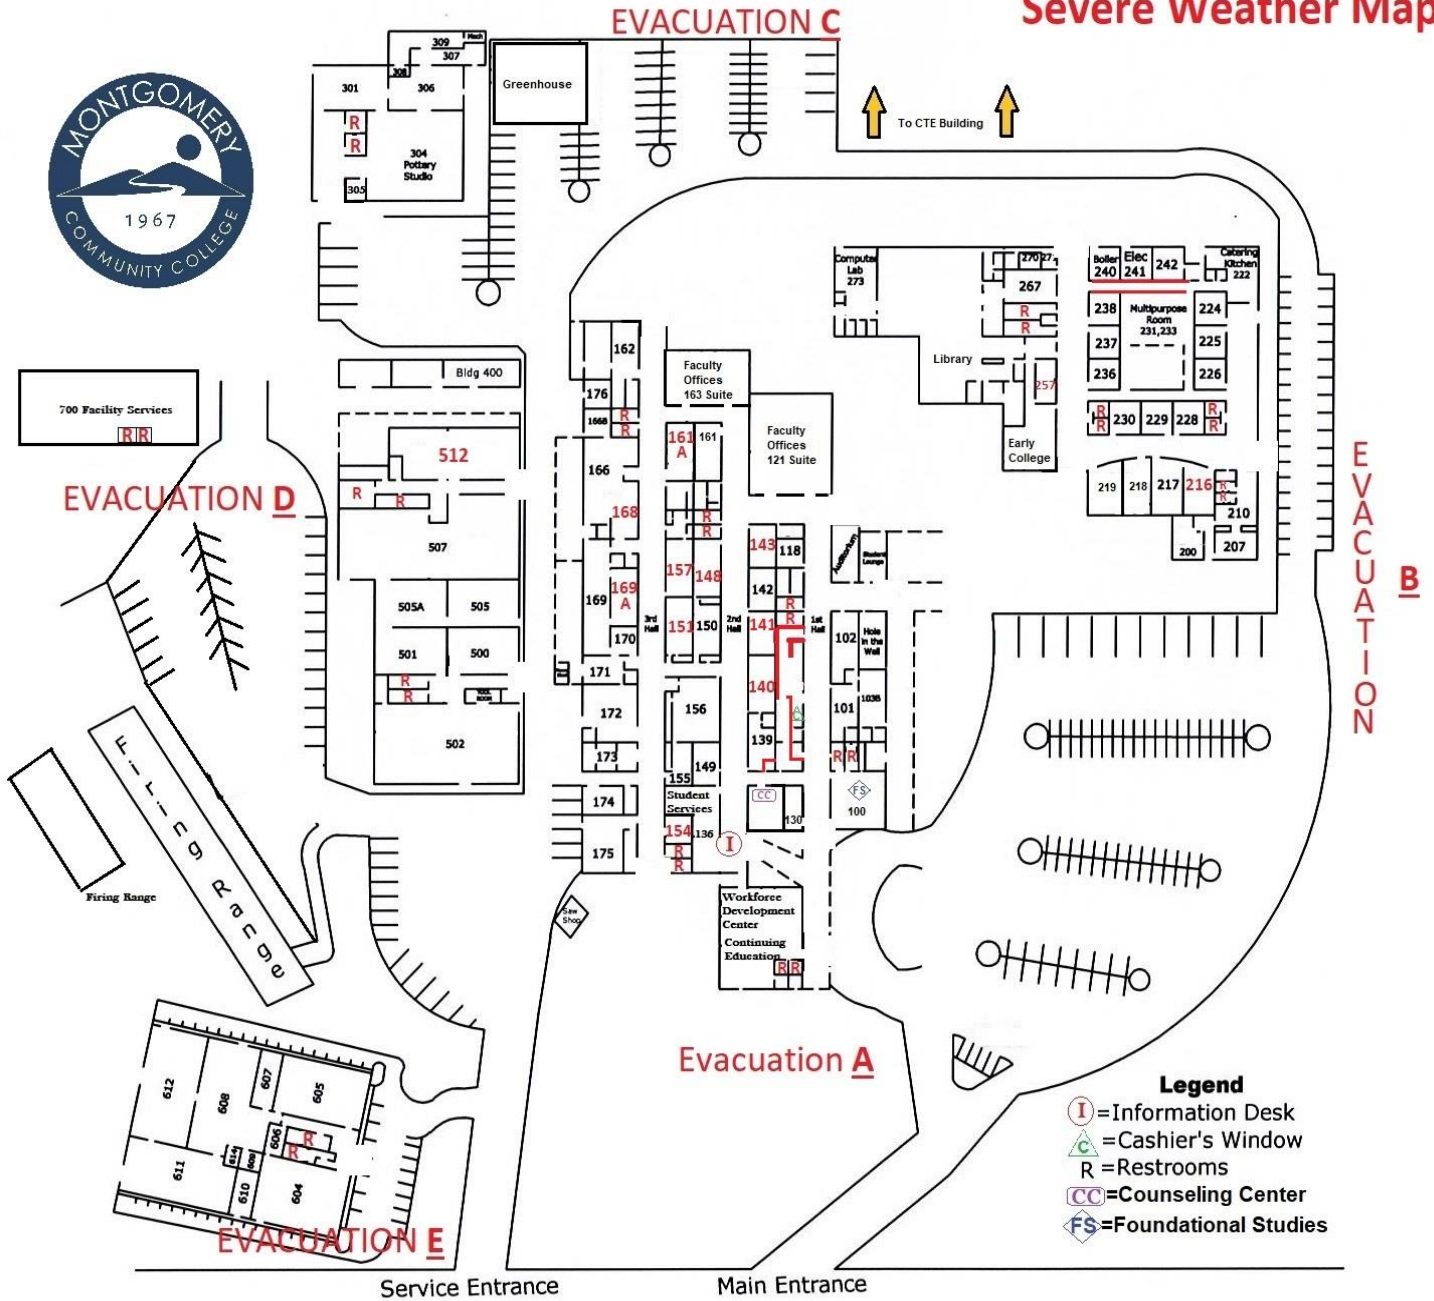 EVACUATION C
Severe Weather Map
MONTGOMERY
COMMUNITY COLLEGE
1967
309
Mech
307
308
301
306
R
R
304
Pottery
Studio
305
Greenhouse
To CTE Building
Computer
Lab
273
270
27
267
R
R
Library
257
Early
College
Boiler
240
Elec
241
242
Catering
Kitchen
222
238
Multipurpose
Room
231,233
224
237
225
236
226
R
R
230
229
228
R
R
219
218
217
216
R
R
210
200
207
EVACUATION
B
700 Facility Services
R R
EVACUATION D
Bldg 400
512
R
R
507
505A
505
501
500
R
R
TOOL
ROOM
502
162
176
166B
R
R
166
168
169
169
A
170
171
172
173
174
175
3rd
Hall
Faculty
Offices
163 Suite
161
A
161
R
R
157
148
151
150
156
149
155
Student
Services
154
136
R
R
I
2nd
Hall
Faculty
Offices
121 Suite
143
118
142
R
R
141
140
139
C
CC
130
1st
Hall
Auditorium
Student
Lounge
102
Hole
in the
Wall
101
103B
R R
FS
100
Saw
Shop
Workforce
Development
Center
Continuing
Education
R R
Firing Range
Firing Range
612
608
607
605
606
R
R
611
614
609
610
604
EVACUATION E
Evacuation A
Legend
I =Information Desk
C =Cashier's Window
R =Restrooms
CC=Counseling Center
FS=Foundational Studies
Service Entrance
Main Entrance